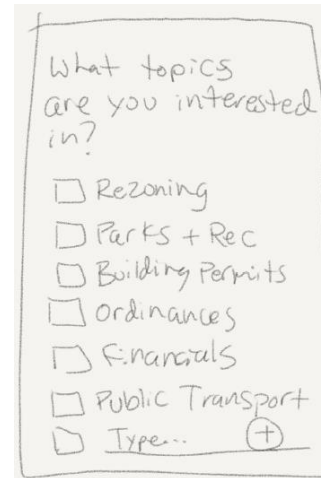 What topics
are you interested
in?
Rezoning
Parks + Rec
Building Permits
Ordinances
Financials
Public Transport
Type... +